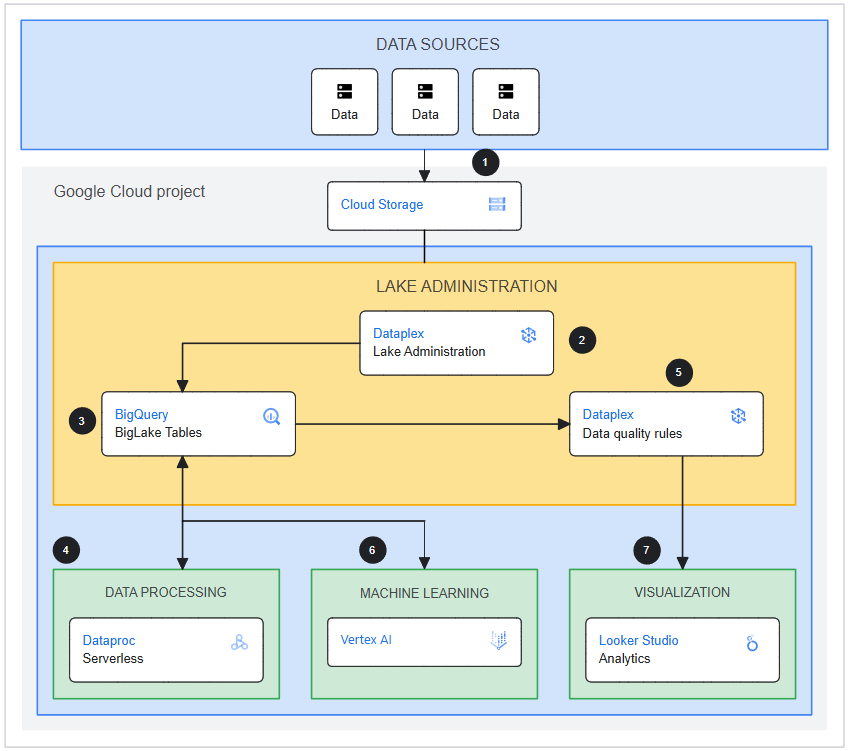 DATA SOURCES
Data
Data
Data
1
Google Cloud project
Cloud Storage
LAKE ADMINISTRATION
Dataplex
Lake Administration
2
5
3
BigQuery
BigLake Tables
Dataplex
Data quality rules
4
6
7
DATA PROCESSING
Dataproc
Serverless
MACHINE LEARNING
Vertex AI
VISUALIZATION
Looker Studio
Analytics